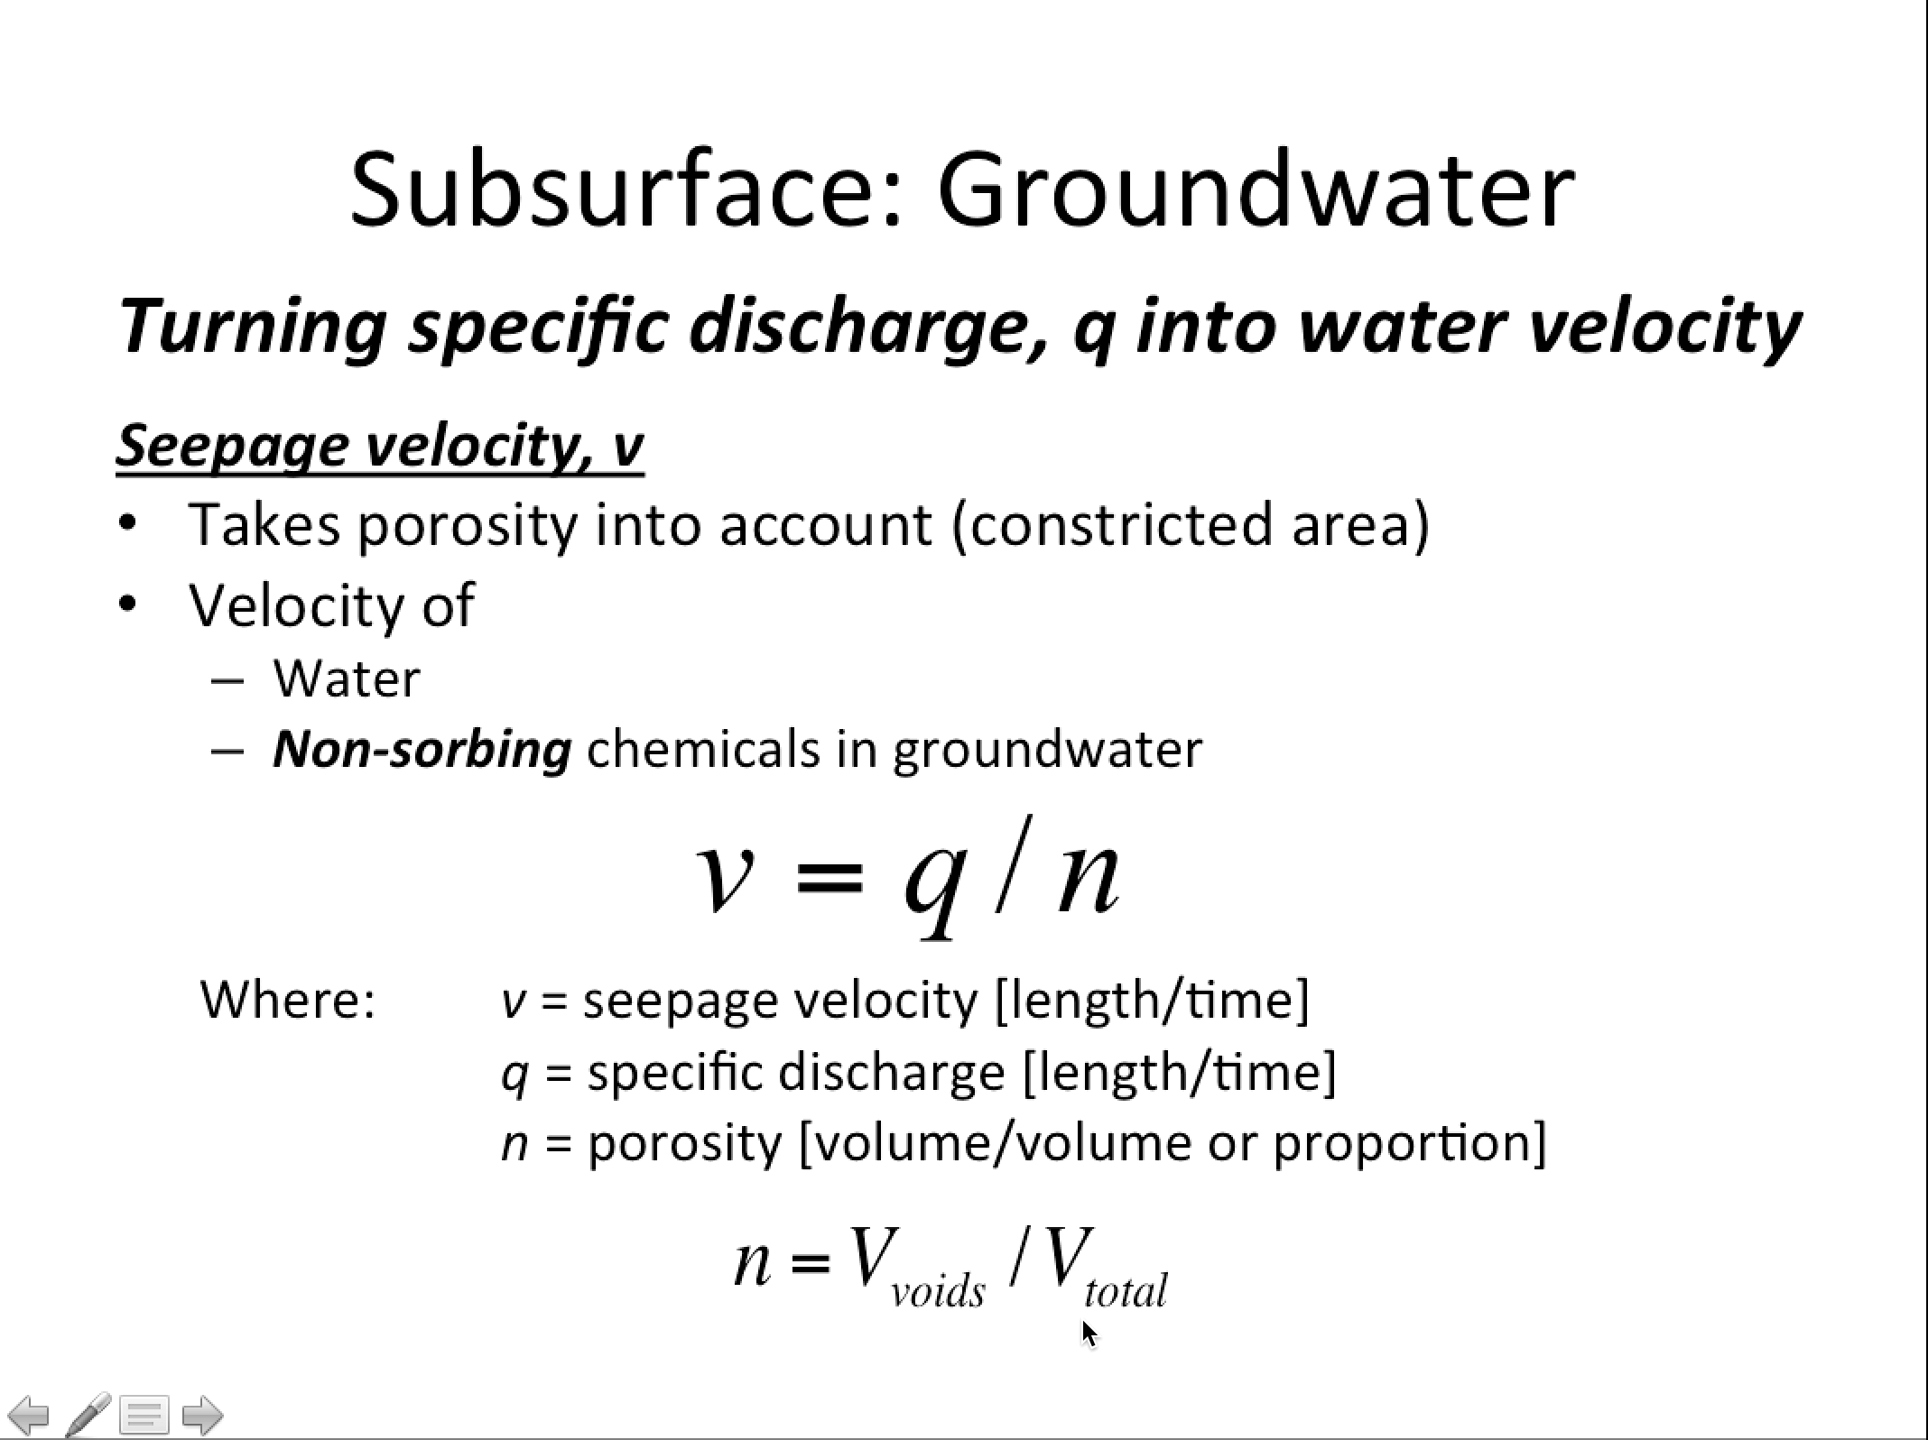 Subsurface: Groundwater
Turning specific discharge, q into water velocity
Seepage velocity, v
• Takes porosity into account (constricted area)
• Velocity of
– Water
– Non-sorbing chemicals in groundwater
v = q / n
Where: v = seepage velocity [length/time]
q = specific discharge [length/time]
n = porosity [volume/volume or proportion]
n = V_voids / V_total